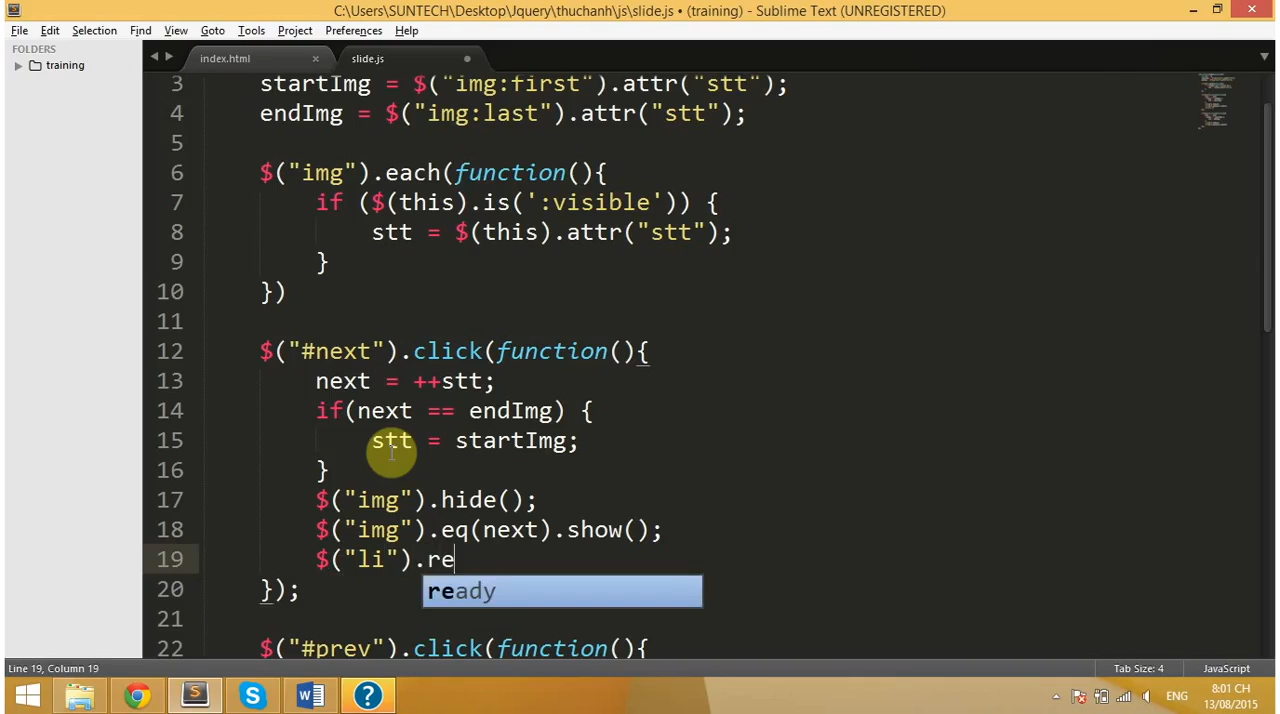 C:\Users\SUNTECH\Desktop\Jquery\thuchanh\js\slide.js • (training) - Sublime Text (UNREGISTERED)
File Edit Selection Find View Goto Tools Project Preferences Help
FOLDERS
training
index.html
slide.js
3 startImg = $("img:first").attr("stt");
4 endImg = $("img:last").attr("stt");
5
6 $("img").each(function(){
7 if ($(this).is(':visible')) {
8 stt = $(this).attr("stt");
9 }
10 })
11
12 $("#next").click(function(){
13 next = ++stt;
14 if(next == endImg) {
15 stt = startImg;
16 }
17 $("img").hide();
18 $("img").eq(next).show();
19 $("li").re
ready
20 });
21
22 $("#prev").click(function(){
Line 19, Column 19
Tab Size: 4
JavaScript
ENG
8:01 CH
13/08/2015